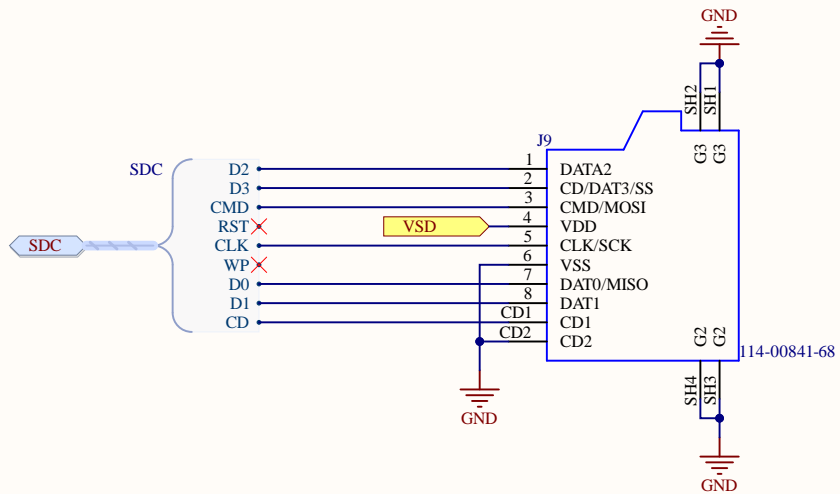 GND
SH2
SH1
G3
G3
J9
SDC
D2
1
DATA2
D3
2
CD/DAT3/SS
CMD
3
CMD/MOSI
RST
VSD
4
VDD
SDC
CLK
5
CLK/SCK
WP
6
VSS
D0
7
DAT0/MISO
D1
8
DAT1
CD
CD1
CD1
CD2
CD2
G2
G2
114-00841-68
SH4
SH3
GND
GND